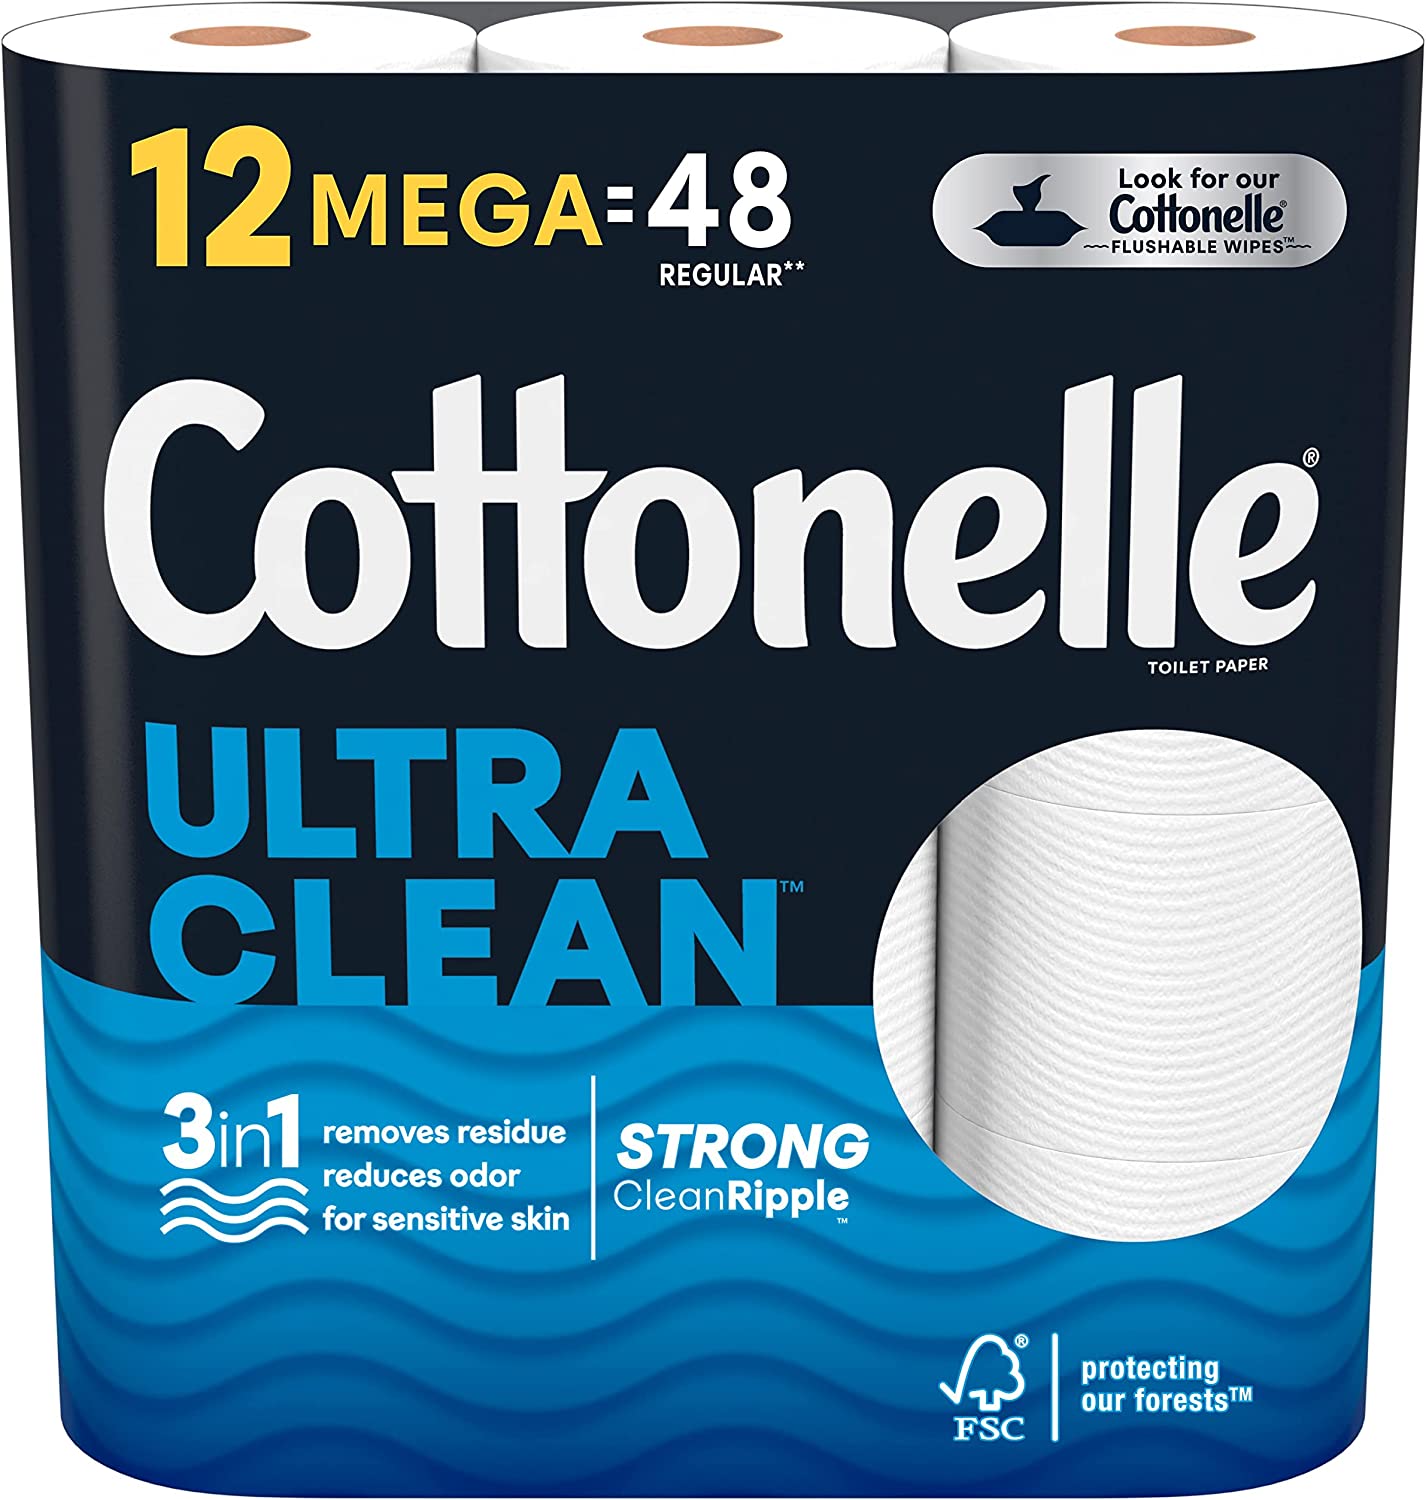 12 MEGA = 48
REGULAR**
Look for our
Cottonelle®
FLUSHABLE WIPES™
Cottonelle®
TOILET PAPER
ULTRA
CLEAN™
3in1
removes residue
reduces odor
for sensitive skin
STRONG
CleanRipple™
FSC®
protecting
our forests™